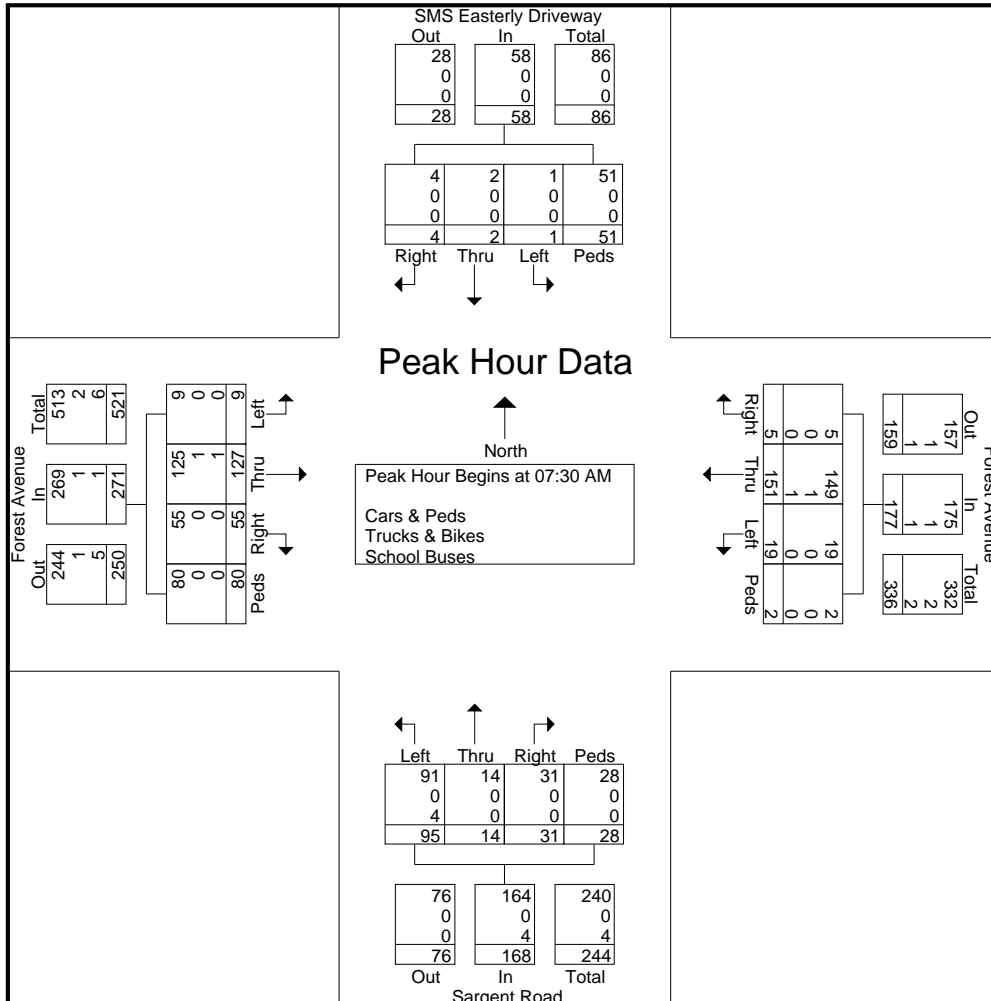 SMS Easterly Driveway
Out In Total
28 58 86
0 0 0
0 0 0
28 58 86
4 2 1 51
0 0 0 0
0 0 0 0
4 2 1 51
Right Thru Left Peds
Peak Hour Data
North
Peak Hour Begins at 07:30 AM
Cars & Peds
Trucks & Bikes
School Buses
Forest Avenue
Out In Total
244 269 513
1 1 2
5 1 6
250 271 521
80 55 125 9
0 0 1 0
0 0 1 0
80 55 127 9
Peds Right Thru Left
Forest Avenue
Out In Total
157 175 332
1 1 2
1 1 2
159 177 336
5 149 19 2
0 1 0 0
0 1 0 0
5 151 19 2
Right Thru Left Peds
Left Thru Right Peds
91 14 31 28
0 0 0 0
4 0 0 0
95 14 31 28
76 164 240
0 0 0
0 4 4
76 168 244
Out In Total
Sargent Road